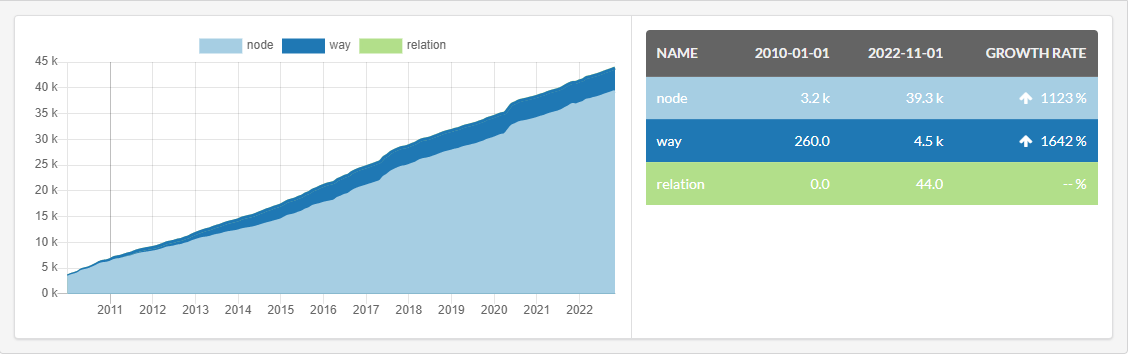 node way relation
45 k
40 k
35 k
30 k
25 k
20 k
15 k
10 k
5 k
0 k
2011 2012 2013 2014 2015 2016 2017 2018 2019 2020 2021 2022
NAME 2010-01-01 2022-11-01 GROWTH RATE
node 3.2 k 39.3 k 1123 %
way 260.0 4.5 k 1642 %
relation 0.0 44.0 -- %